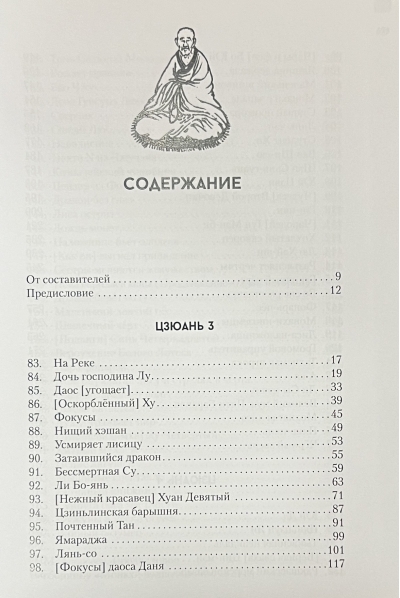 СОДЕРЖАНИЕ
От составителей 9
Предисловие 12
ЦЗЮАНЬ 3
83. На Реке 17
84. Дочь господина Лу. 19
85. Даос [угощает]. 33
86. [Оскорблённый] Ху 39
87. Фокусы 45
88. Нищий хэшан 49
89. Усмиряет лисицу 53
90. Затаившийся дракон 55
91. Бессмертная Су 59
92. Ли Бо-янь 63
93. [Нежный красавец] Хуан Девятый 71
94. Цзиньлинская барышня 87
95. Почтенный Тан 91
96. Ямараджа 99
97. Лянь-со 101
98. [Фокусы] даоса Даня 117